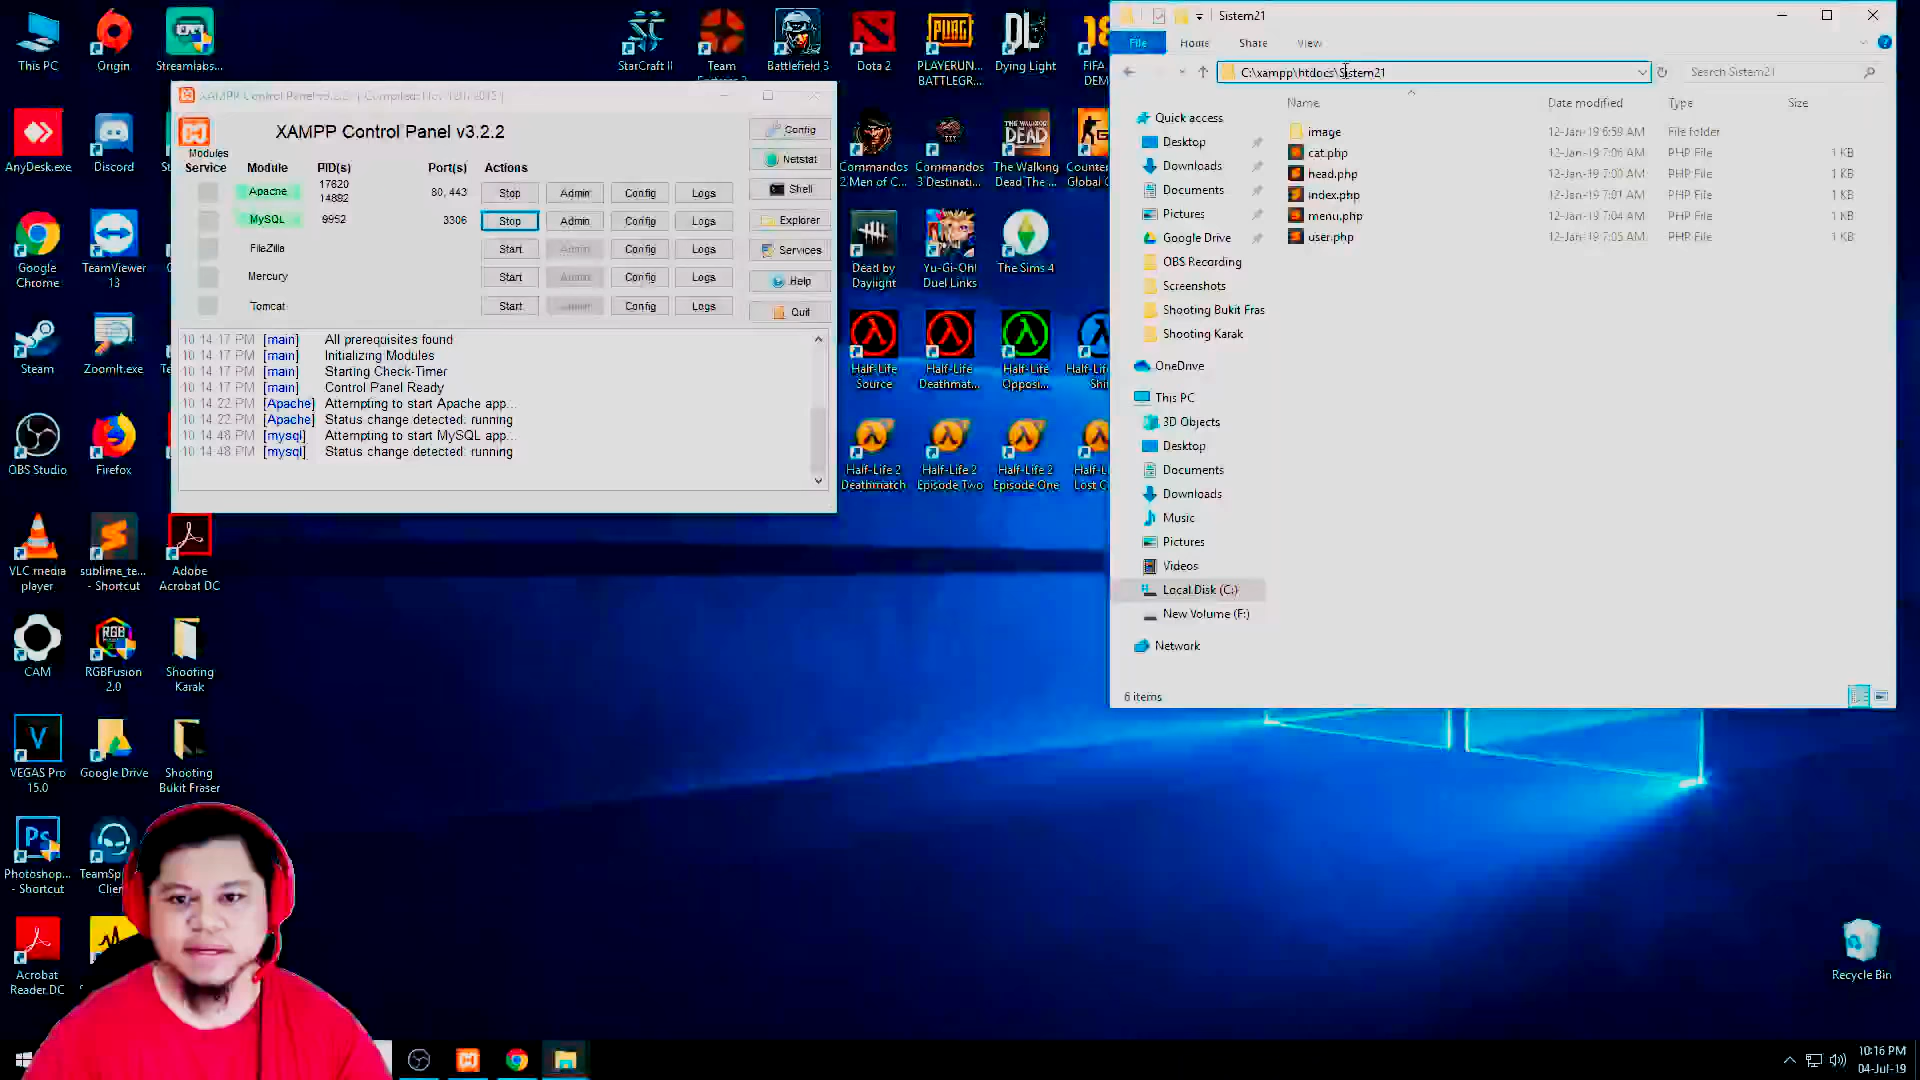 This PC
Origin
Streamlabs...
AnyDesk.exe
Discord
Google
Chrome
TeamViewer
13
Steam
ZoomIt.exe
OBS Studio
Firefox
VLC media
player
sublime_te...
- Shortcut
Adobe
Acrobat DC
CAM
RGBFusion
2.0
Shooting
Karak
VEGAS Pro
15.0
Google Drive
Shooting
Bukit Fraser
Photoshop...
- Shortcut
Acrobat
Reader DC
StarCraft II
Team
Battlefield 3
Dota 2
PLAYERUN...
BATTLEGR...
Dying Light
FIFA
DEMO
Commandos
2 Men of C...
Commandos
3 Destinati...
The Walking
Dead The ...
Counter
Global O
Dead by
Daylight
Yu-Gi-Oh!
Duel Links
The Sims 4
Half-Life
Source
Half-Life
Deathmat...
Half-Life
Opposi...
Half-Life 2
Deathmatch
Half-Life 2
Episode Two
Half-Life 2
Episode One
Recycle Bin
XAMPP Control Panel v3.2.2
Modules
Service
Module
PID(s)
Port(s)
Actions
Apache
17620
14892
80, 443
Stop
Admin
Config
Logs
MySQL
9952
3306
Stop
Admin
Config
Logs
FileZilla
Start
Admin
Config
Logs
Mercury
Start
Admin
Config
Logs
Tomcat
Start
Config
Logs
Config
Netstat
Shell
Explorer
Services
Help
Quit
10:14:17 PM [main] All prerequisites found
10:14:17 PM [main] Initializing Modules
10:14:17 PM [main] Starting Check-Timer
10:14:17 PM [main] Control Panel Ready
10:14:22 PM [Apache] Attempting to start Apache app...
10:14:22 PM [Apache] Status change detected: running
10:14:48 PM [mysql] Attempting to start MySQL app...
10:14:48 PM [mysql] Status change detected: running
Sistem21
File Home Share View
C:\xampp\htdocs\Sistem21
Search Sistem21
Name Date modified Type Size
image 12-Jan-19 6:59 AM File folder
cat.php 12-Jan-19 7:06 AM PHP File 1 KB
head.php 12-Jan-19 7:00 AM PHP File 1 KB
index.php 12-Jan-19 7:01 AM PHP File 1 KB
menu.php 12-Jan-19 7:04 AM PHP File 1 KB
user.php 12-Jan-19 7:05 AM PHP File 1 KB
Quick access
Desktop
Downloads
Documents
Pictures
Google Drive
OBS Recording
Screenshots
Shooting Bukit Fras
Shooting Karak
OneDrive
This PC
3D Objects
Desktop
Documents
Downloads
Music
Pictures
Videos
Local Disk (C:)
New Volume (F:)
Network
6 items
10:16 PM
04-Jul-19